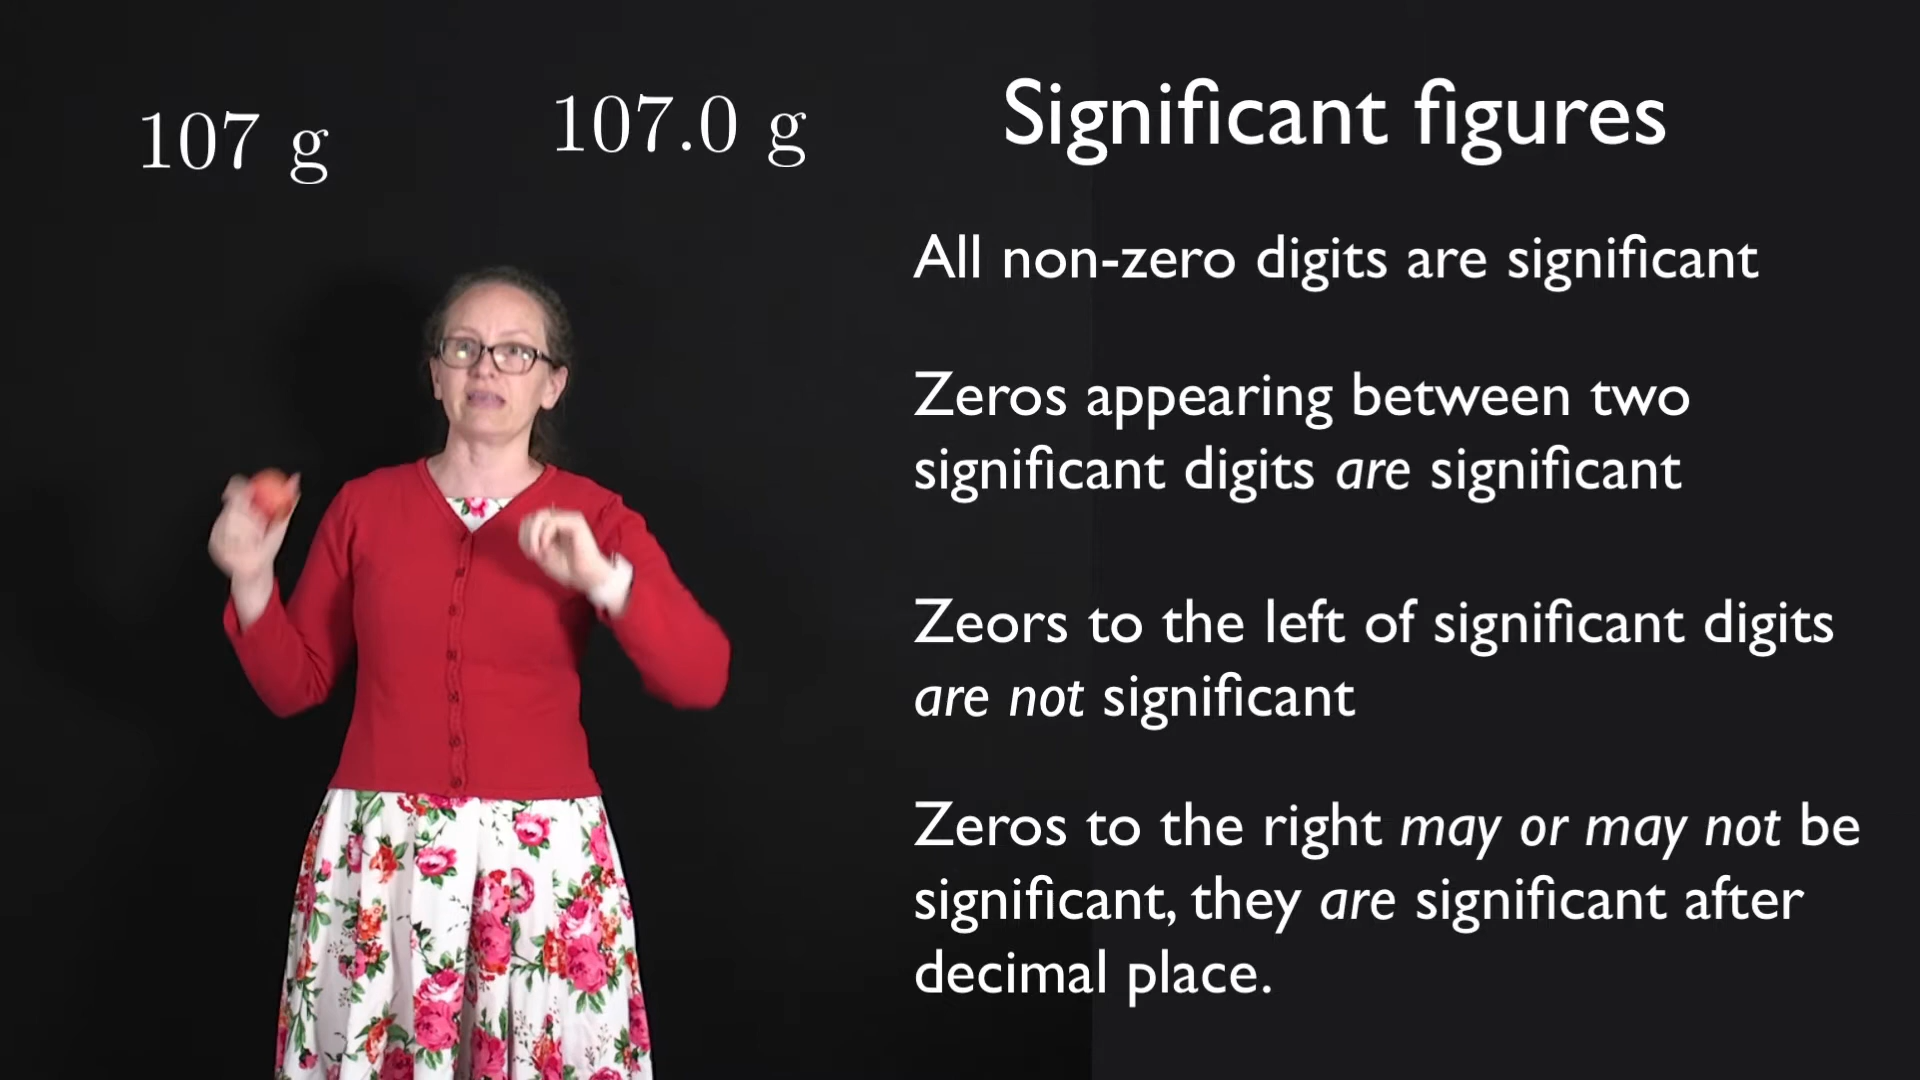 107 g
107.0 g
Significant figures
All non-zero digits are significant
Zeros appearing between two
significant digits are significant
Zeors to the left of significant digits
are not significant
Zeros to the right may or may not be
significant, they are significant after
decimal place.